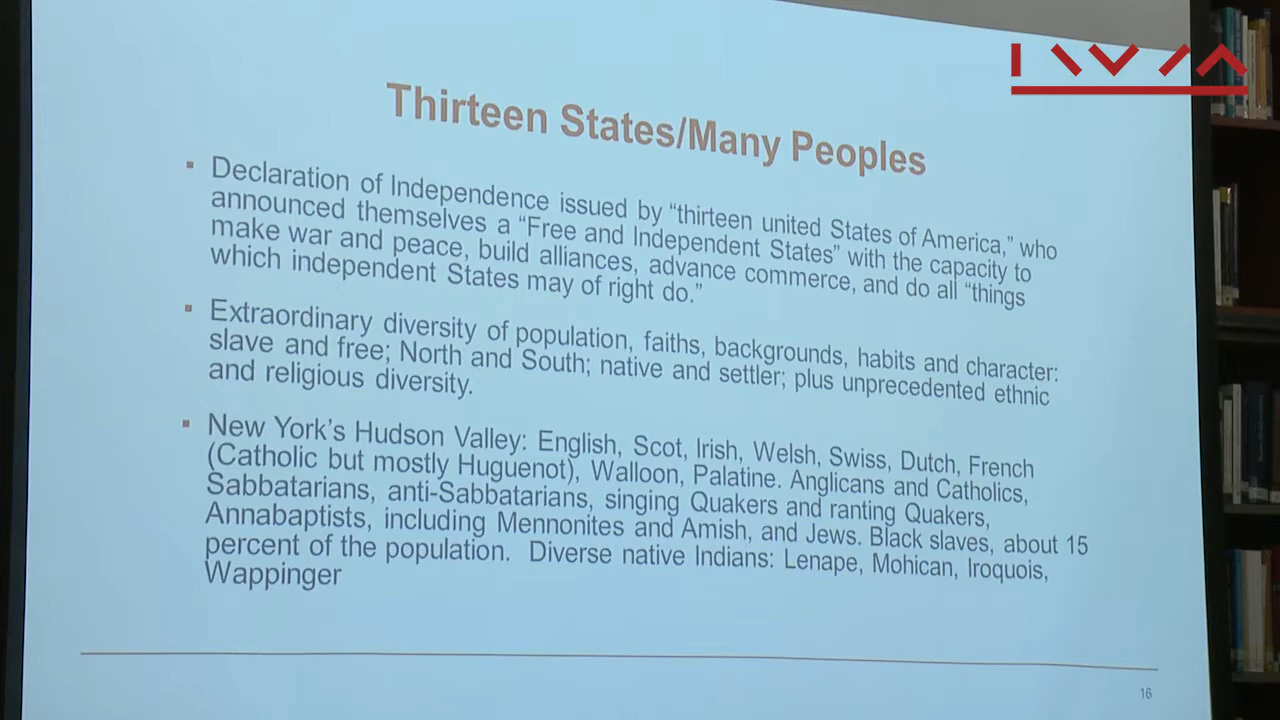 Thirteen States/Many Peoples
▪ Declaration of Independence issued by “thirteen united States of America,” who
announced themselves a “Free and Independent States” with the capacity to
make war and peace, build alliances, advance commerce, and do all “things
which independent States may of right do.”
▪ Extraordinary diversity of population, faiths, backgrounds, habits and character:
slave and free; North and South; native and settler; plus unprecedented ethnic
and religious diversity.
▪ New York’s Hudson Valley: English, Scot, Irish, Welsh, Swiss, Dutch, French
(Catholic but mostly Huguenot), Walloon, Palatine. Anglicans and Catholics,
Sabbatarians, anti-Sabbatarians, singing Quakers and ranting Quakers,
Annabaptists, including Mennonites and Amish, and Jews. Black slaves, about 15
percent of the population. Diverse native Indians: Lenape, Mohican, Iroquois,
Wappinger
16